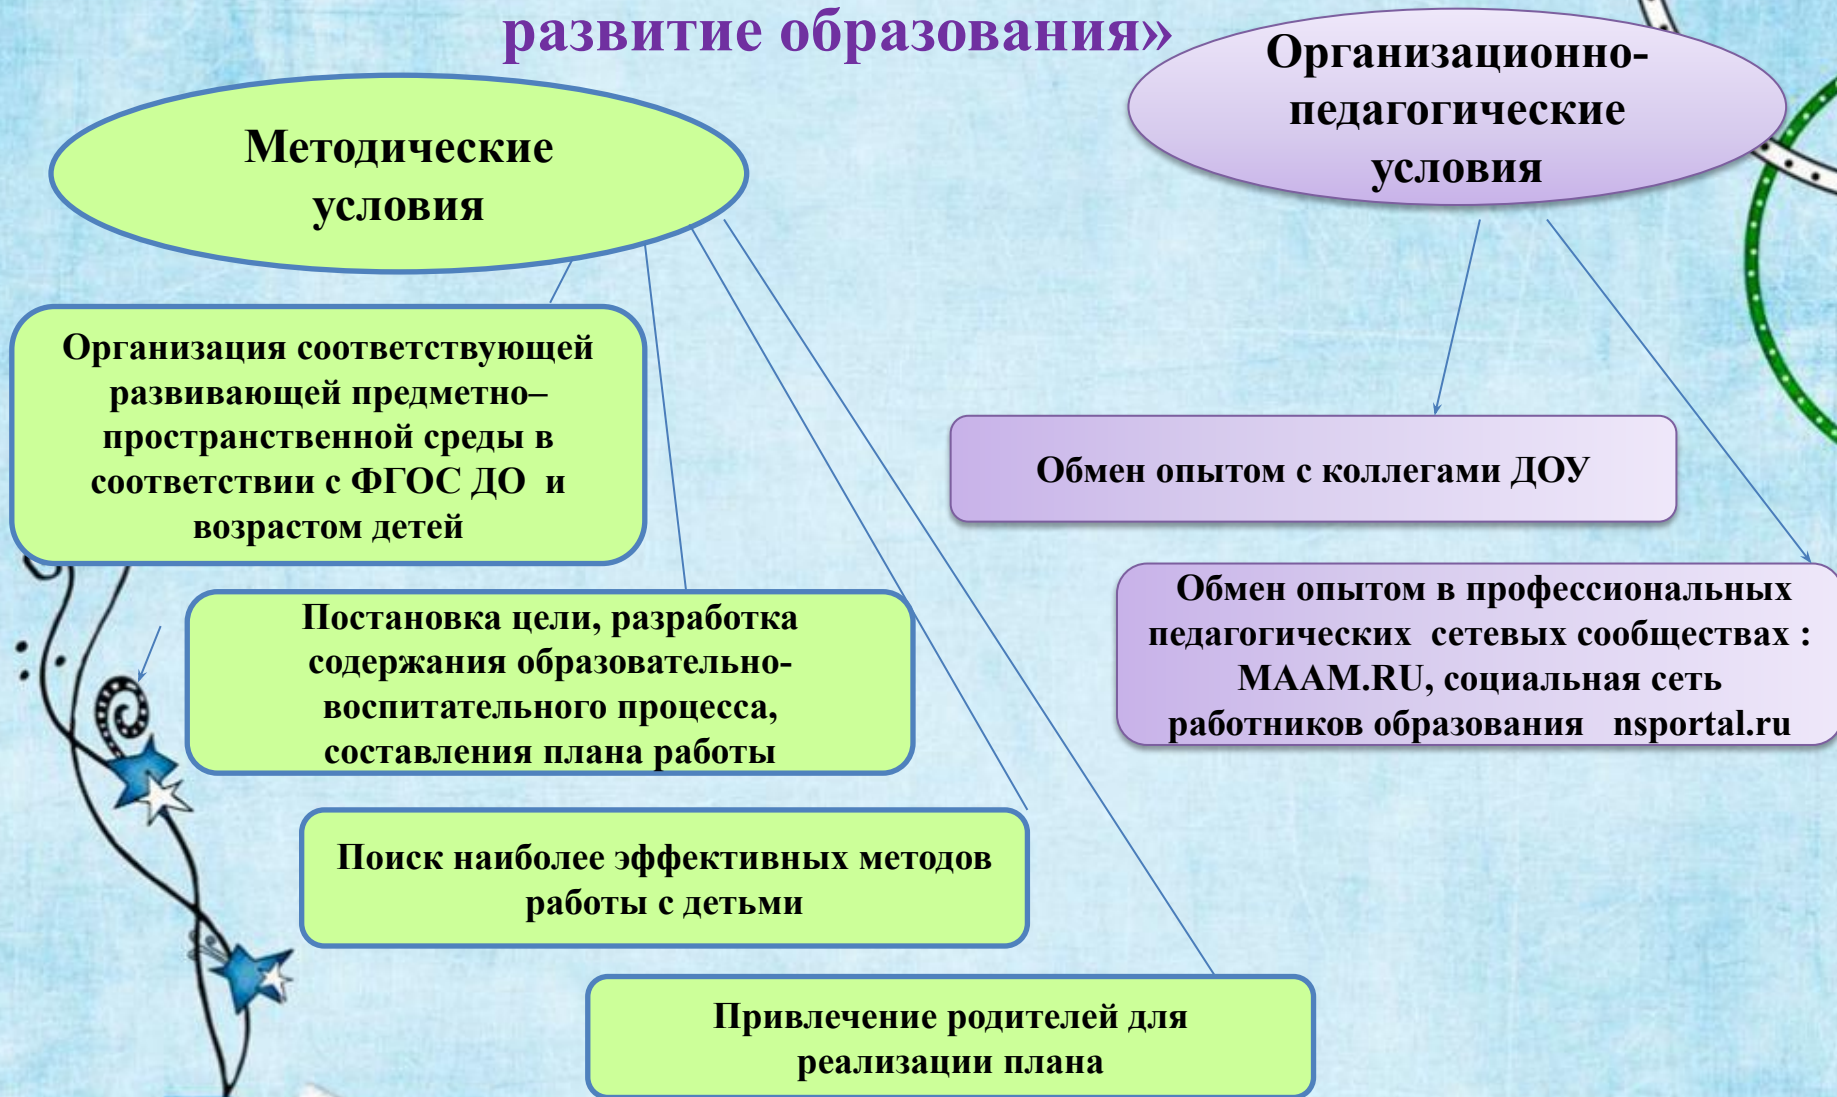 развитие образования»
Методические
условия
Организация соответствующей
развивающей предметно–
пространственной среды в
соответствии с ФГОС ДО и
возрастом детей
Постановка цели, разработка
содержания образовательно-
воспитательного процесса,
составления плана работы
Поиск наиболее эффективных методов
работы с детьми
Привлечение родителей для
реализации плана
Организационно-
педагогические
условия
Обмен опытом с коллегами ДОУ
Обмен опытом в профессиональных
педагогических сетевых сообществах :
MAAM.RU, социальная сеть
работников образования nsportal.ru